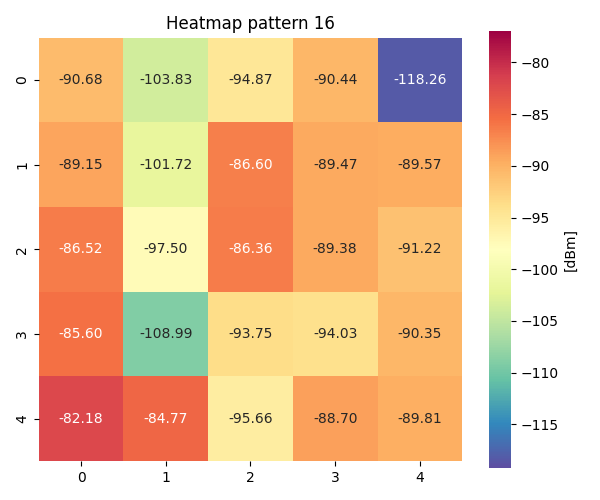 Heatmap pattern 16
0 -90.68 -103.83 -94.87 -90.44 -118.26
1 -89.15 -101.72 -86.60 -89.47 -89.57
2 -86.52 -97.50 -86.36 -89.38 -91.22
3 -85.60 -108.99 -93.75 -94.03 -90.35
4 -82.18 -84.77 -95.66 -88.70 -89.81
0 1 2 3 4
−80
−85
−90
−95
−100
−105
−110
−115
[dBm]